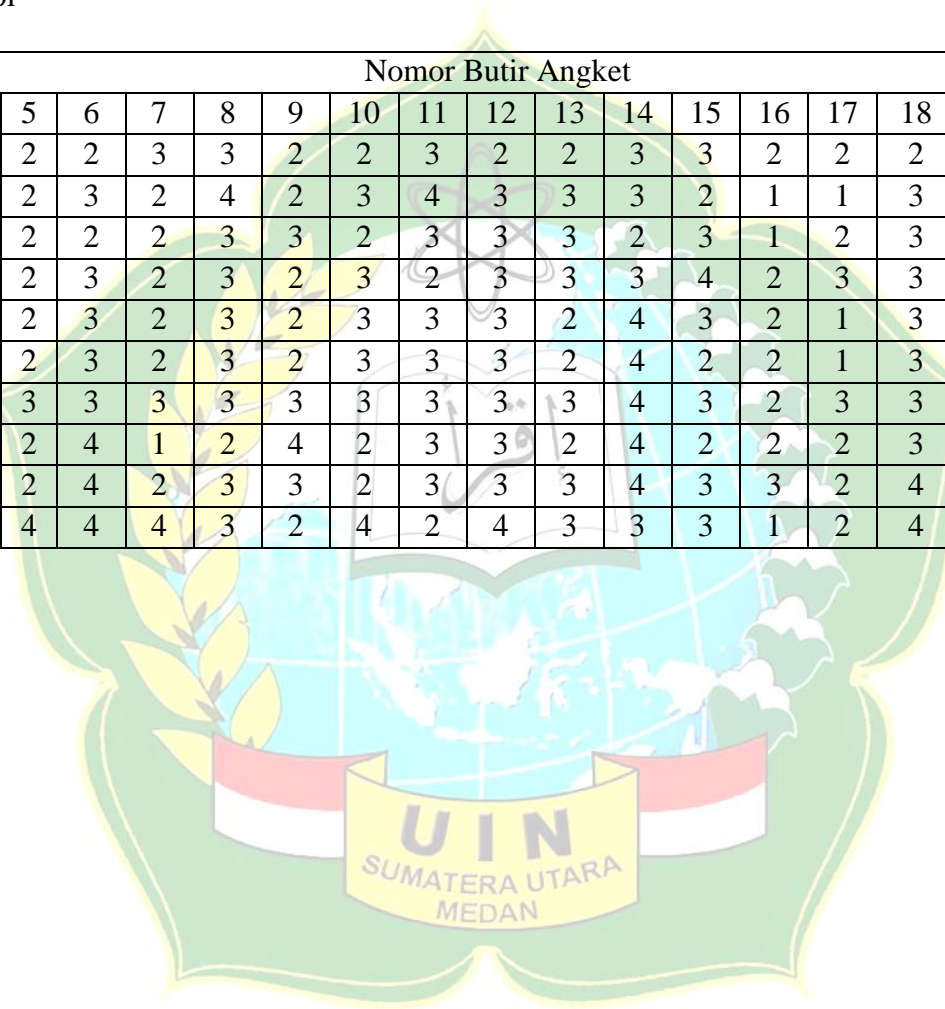 Nomor Butir Angket
5 6 7 8 9 10 11 12 13 14 15 16 17 18
2 2 3 3 2 2 3 2 2 3 3 2 2 2
2 3 2 4 2 3 4 3 3 3 2 1 1 3
2 2 2 3 3 2 3 3 3 2 3 1 2 3
2 3 2 3 2 3 2 3 3 3 4 2 3 3
2 3 2 3 2 3 3 3 2 4 3 2 1 3
2 3 2 3 2 3 3 3 2 4 2 2 1 3
3 3 3 3 3 3 3 3 3 4 3 2 3 3
2 4 1 2 4 2 3 3 2 4 2 2 2 3
2 4 2 3 3 2 3 3 3 4 3 3 2 4
4 4 4 3 2 4 2 4 3 3 3 1 2 4
إقرأ
UIN
SUMATERA UTARA
MEDAN